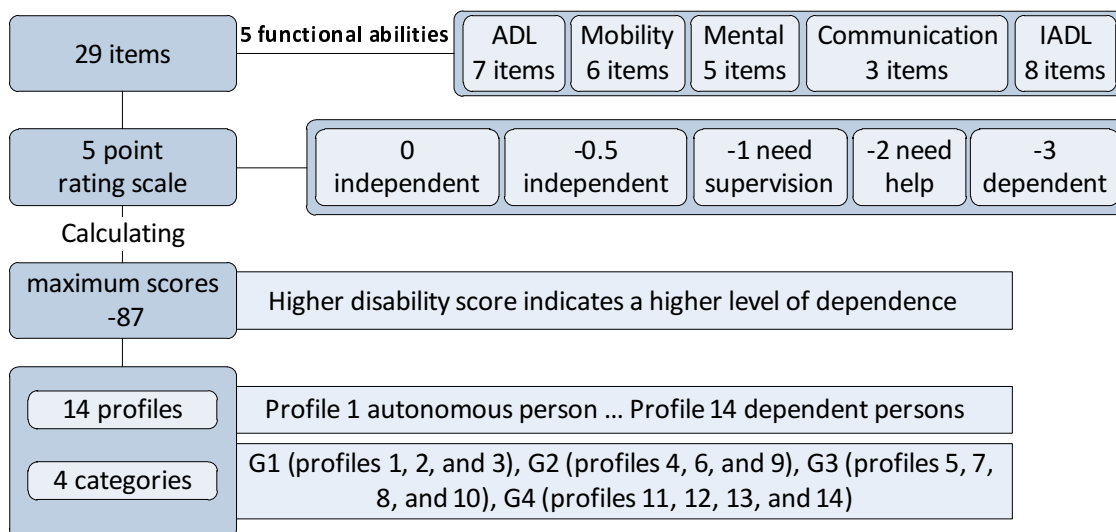 29 items
5 functional abilities
ADL
7 items
Mobility
6 items
Mental
5 items
Communication
3 items
IADL
8 items
5 point
rating scale
0
independent
-0.5
independent
-1 need
supervision
-2 need
help
-3
dependent
Calculating
maximum scores
-87
Higher disability score indicates a higher level of dependence
14 profiles
Profile 1 autonomous person ... Profile 14 dependent persons
4 categories
G1 (profiles 1, 2, and 3), G2 (profiles 4, 6, and 9), G3 (profiles 5, 7,
8, and 10), G4 (profiles 11, 12, 13, and 14)